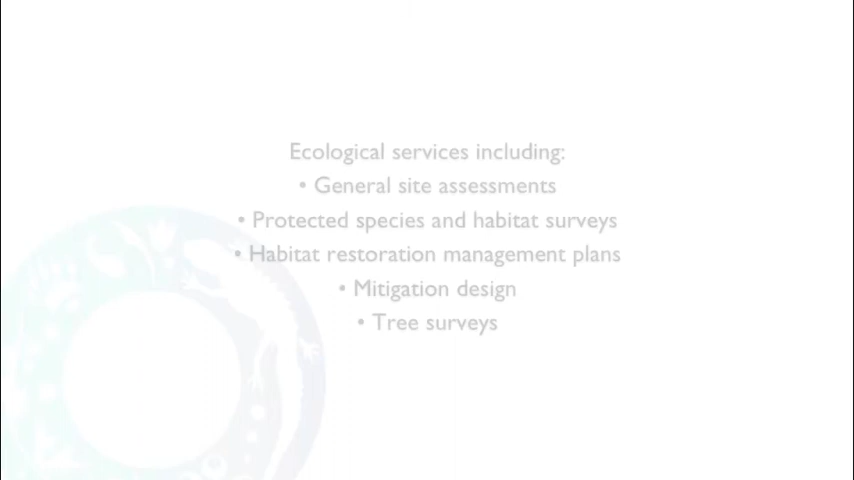 Ecological services including:
• General site assessments
• Protected species and habitat surveys
• Habitat restoration management plans
• Mitigation design
• Tree surveys